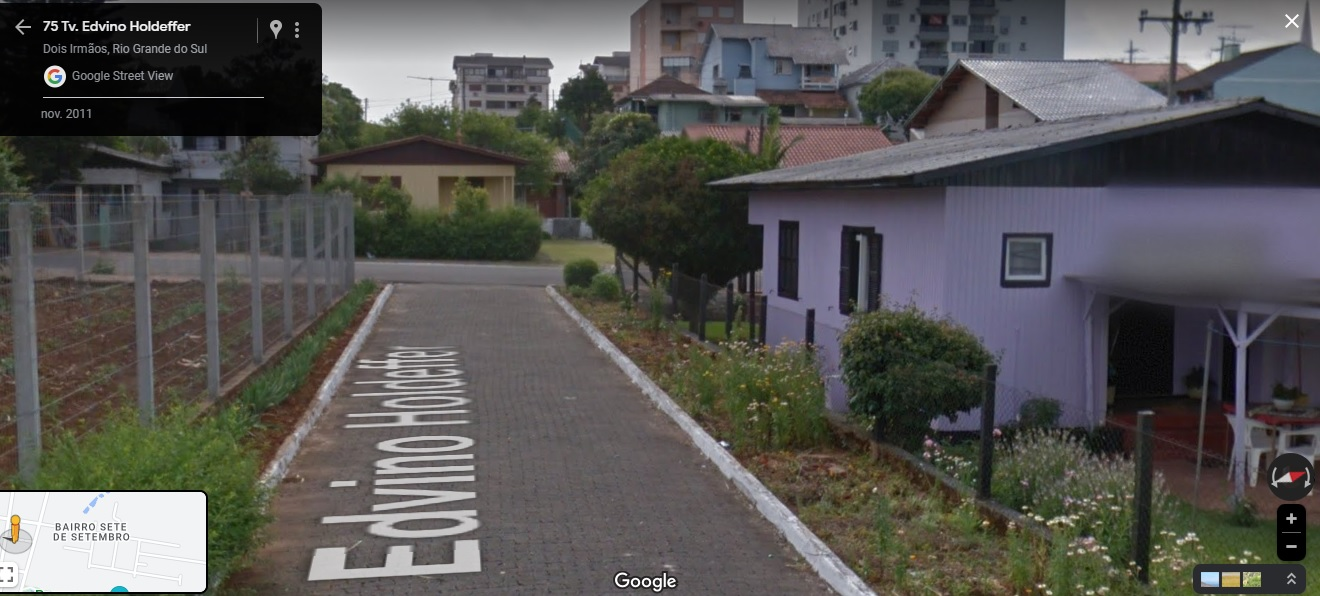 75 Tv. Edvino Holdeffer
Dois Irmãos, Rio Grande do Sul
Google Street View
nov. 2011
Edvino Holdeffer
BAIRRO SETE
DE SETEMBRO
Google